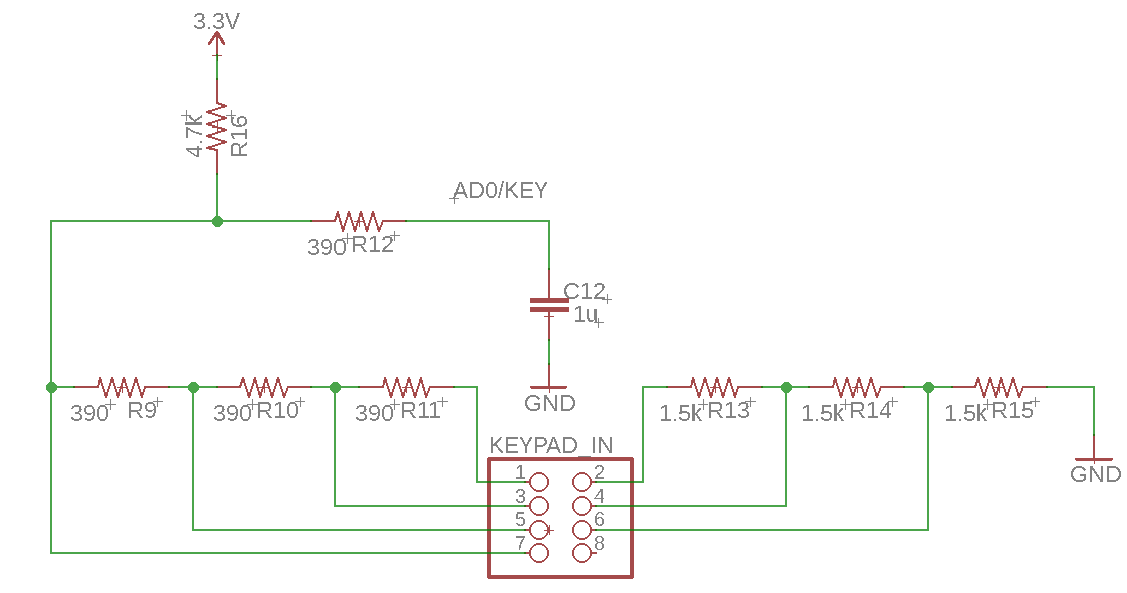 3.3V
4.7k
R16
AD0/KEY
390 R12
C12
1u
GND
390 R9
390 R10
390 R11
1.5k R13
1.5k R14
1.5k R15
KEYPAD_IN
1 2
3 4
5 6
7 8
GND